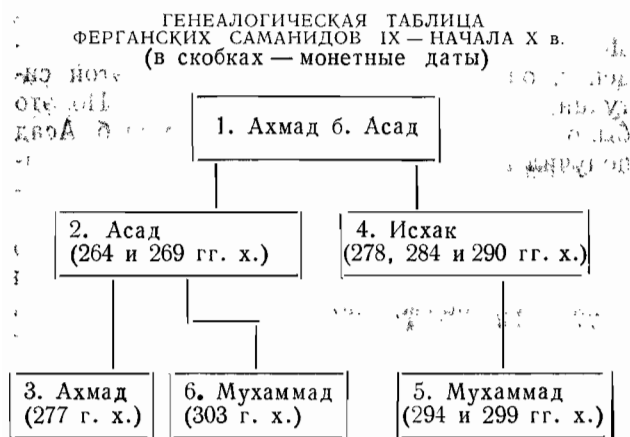 ГЕНЕАЛОГИЧЕСКАЯ ТАБЛИЦА
ФЕРГАНСКИХ САМАНИДОВ IX — НАЧАЛА X в.
(в скобках — монетные даты)
1. Ахмад б. Асад
2. Асад
(264 и 269 гг. х.)
4. Исхак
(278, 284 и 290 гг. х.)
3. Ахмад
(277 г. х.)
6. Мухаммад
(303 г. х.)
5. Мухаммад
(294 и 299 гг. х.)